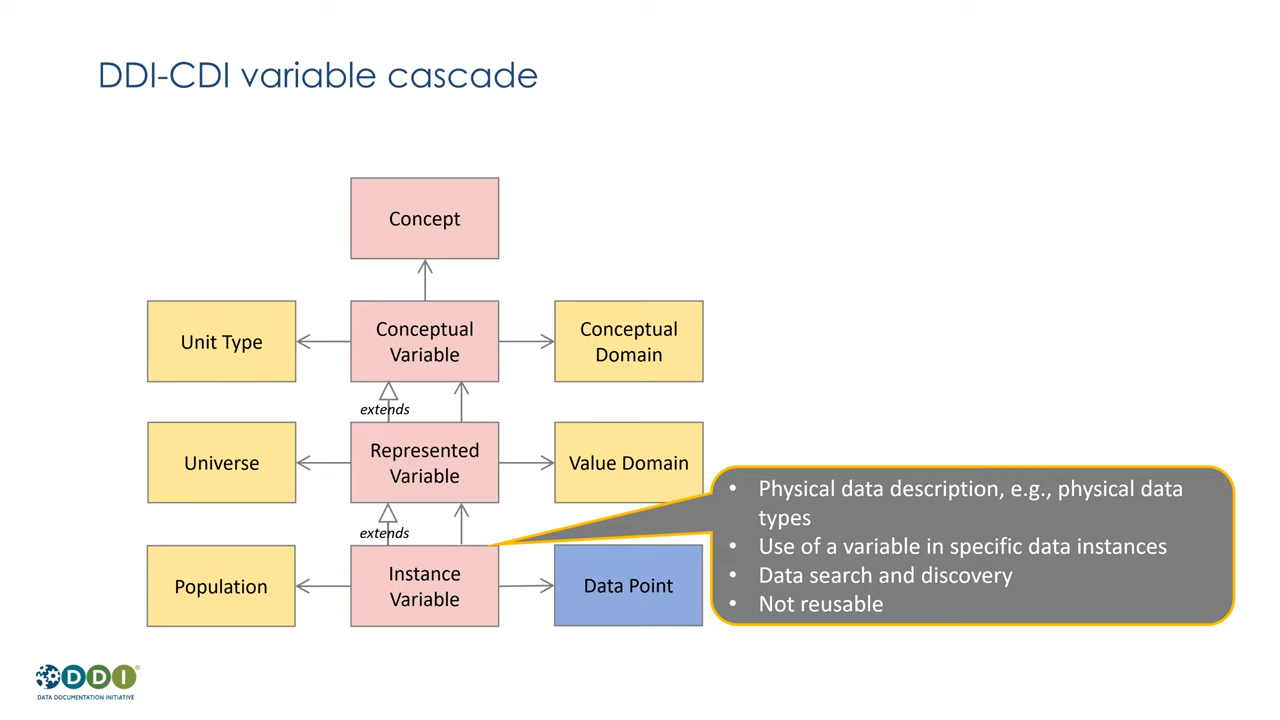 DDI-CDI variable cascade
Concept
Unit Type
Conceptual
Variable
Conceptual
Domain
extends
Universe
Represented
Variable
Value Domain
extends
Population
Instance
Variable
Data Point
• Physical data description, e.g., physical data
types
• Use of a variable in specific data instances
• Data search and discovery
• Not reusable
DDI®
DATA DOCUMENTATION INITIATIVE